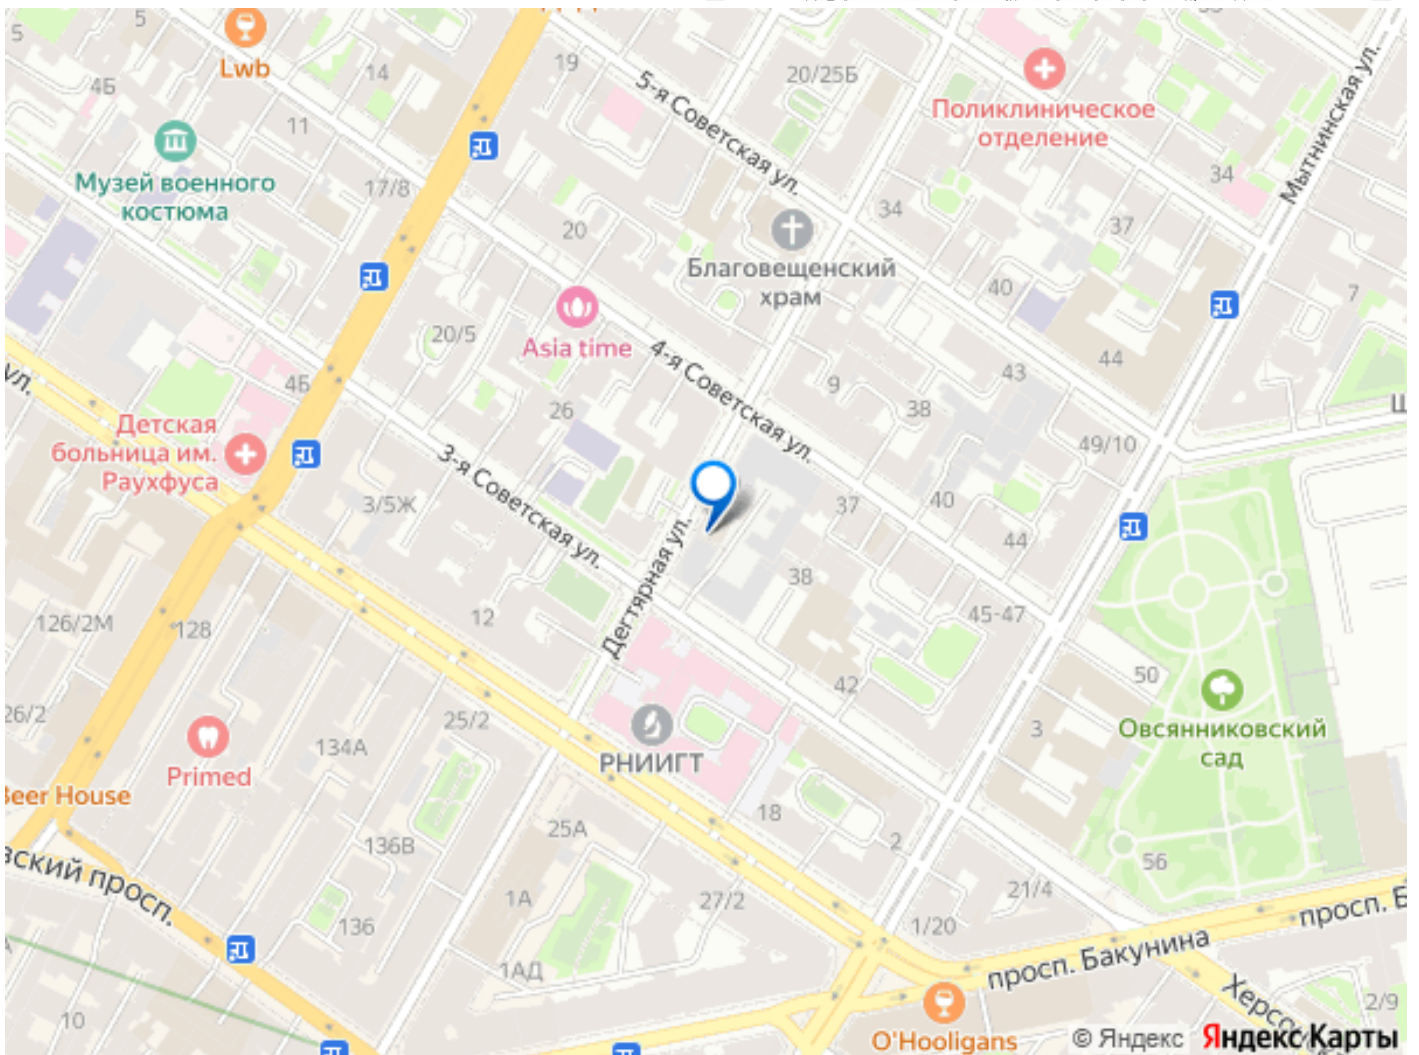 5
Lwb
14
4Б
11
19
20/25Б
5-я Советская ул.
Поликлиническое
отделение
Мытнинская ул.
34
Музей военного
костюма
17/8
20
34
37
Благовещенский
храм
40
7
20/5
Asia time
4-я Советская ул.
44
43
4Б
26
9
38
49/10
Детская
больница им.
Раухфуса
ул.
3/5Ж
3-я Советская ул.
Дегтярная ул.
37
40
44
38
45-47
126/2М
128
12
42
50
26/2
25/2
3
Овсянниковский
сад
134А
РНИИГТ
Primed
Beer House
18
2
25А
136В
56
вский просп.
1А
27/2
21/4
136
1/20
просп. Б
просп. Бакунина
1АД
10
O'Hooligans
Херсо
2/9
© Яндекс Яндекс Карты